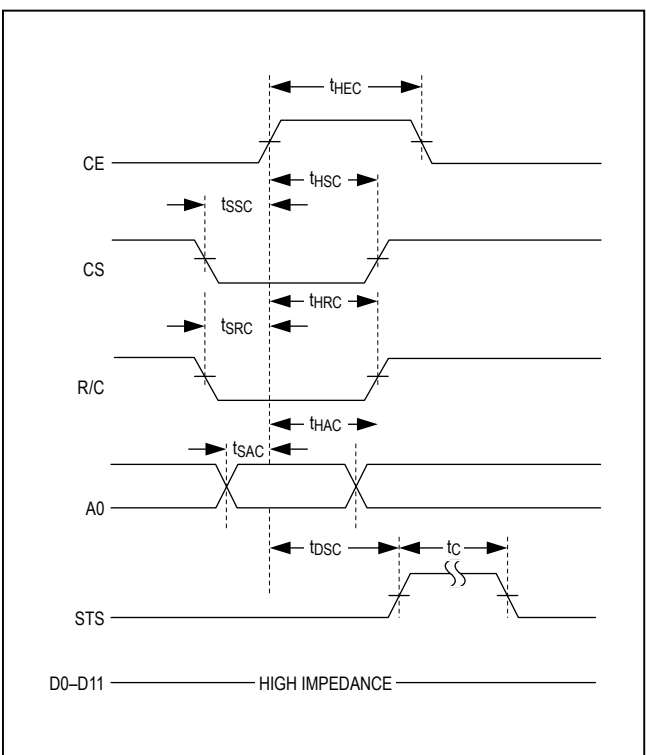 tHEC
CE
tHSC
tSSC
CS
tHRC
tSRC
R/C
tHAC
tSAC
A0
tDSC tC
STS
D0–D11 HIGH IMPEDANCE